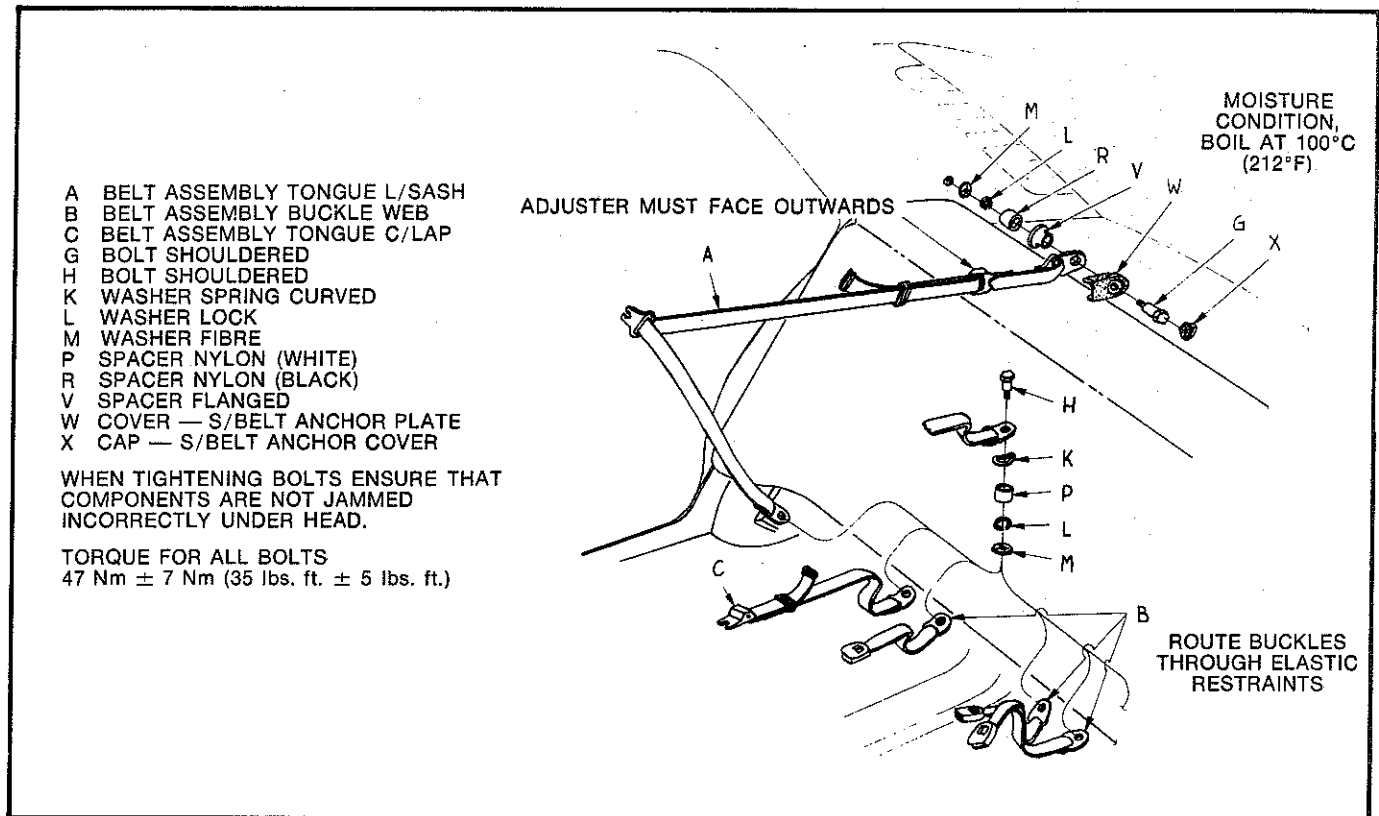 A BELT ASSEMBLY TONGUE L/SASH
B BELT ASSEMBLY BUCKLE WEB
C BELT ASSEMBLY TONGUE C/LAP
G BOLT SHOULDERED
H BOLT SHOULDERED
K WASHER SPRING CURVED
L WASHER LOCK
M WASHER FIBRE
P SPACER NYLON (WHITE)
R SPACER NYLON (BLACK)
V SPACER FLANGED
W COVER — S/BELT ANCHOR PLATE
X CAP — S/BELT ANCHOR COVER
WHEN TIGHTENING BOLTS ENSURE THAT
COMPONENTS ARE NOT JAMMED
INCORRECTLY UNDER HEAD.
TORQUE FOR ALL BOLTS
47 Nm ± 7 Nm (35 lbs. ft. ± 5 lbs. ft.)
ADJUSTER MUST FACE OUTWARDS
MOISTURE
CONDITION,
BOIL AT 100°C
(212°F)
M
L
R
V
W
G
X
A
H
K
P
L
M
C
B
ROUTE BUCKLES
THROUGH ELASTIC
RESTRAINTS